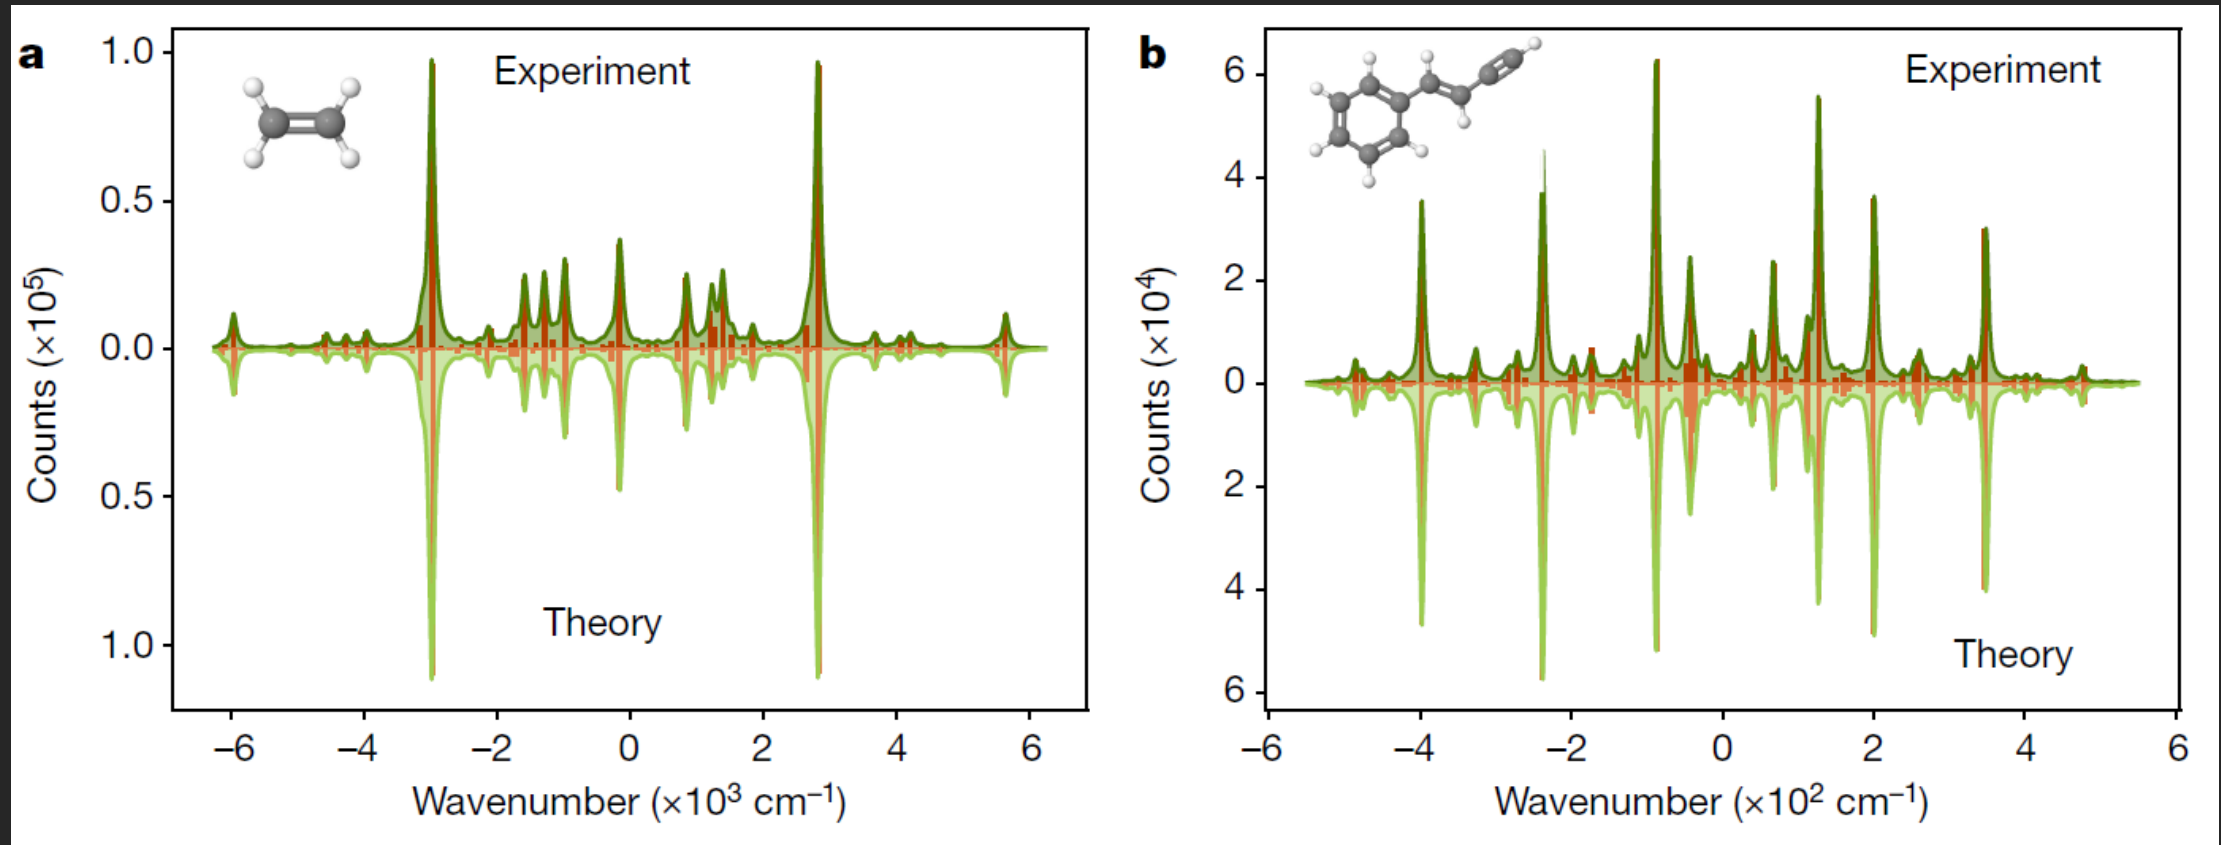 a
Experiment
Theory
1.0
0.5
0.0
0.5
1.0
Counts (×10⁵)
–6 –4 –2 0 2 4 6
Wavenumber (×10³ cm⁻¹)
b
Experiment
Theory
6
4
2
0
2
4
6
Counts (×10⁴)
–6 –4 –2 0 2 4 6
Wavenumber (×10² cm⁻¹)